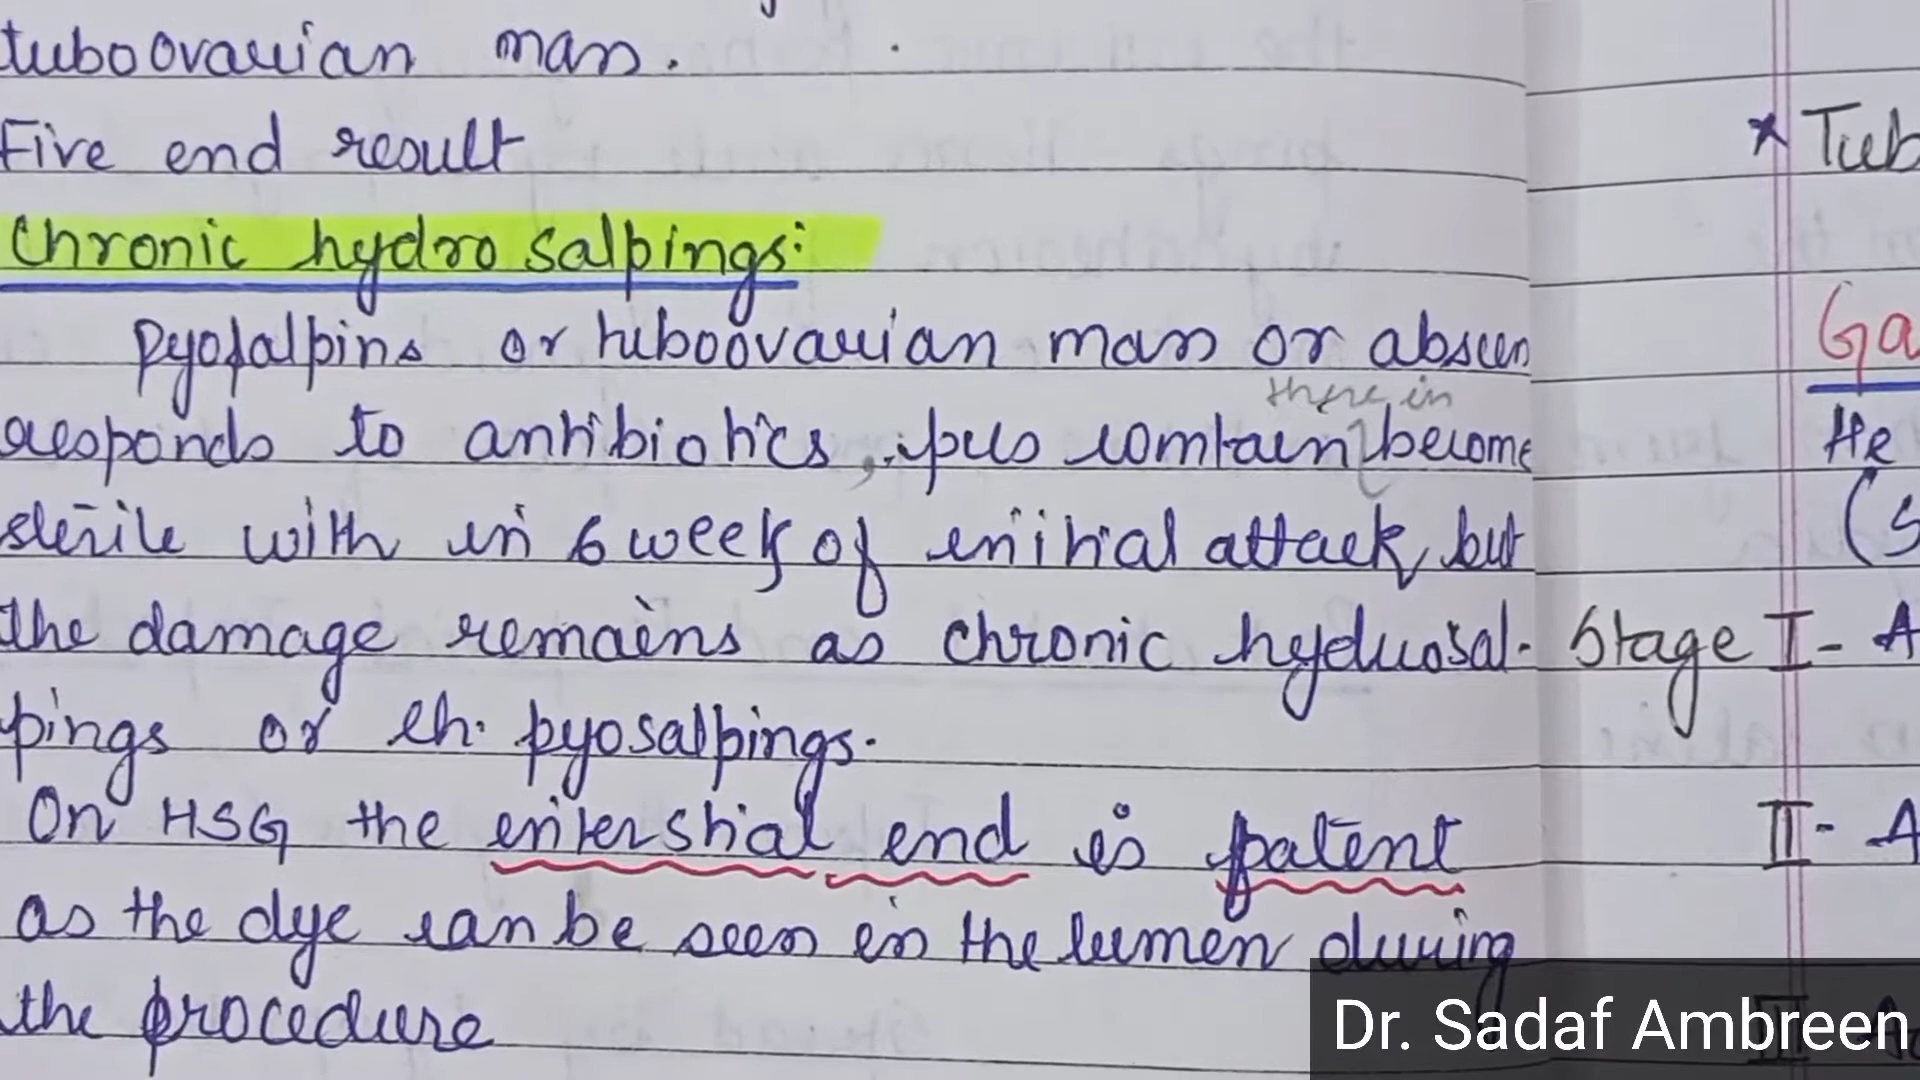 tuboovarian mass.
Five end result
Chronic hydro salpings:
pyosalpins or tuboovarian mass or abscess
there in
responds to antibiotics, pus contain become
sterile with in 6 week of initial attack, but
the damage remains as chronic hydrosal-
pings or ch. pyosalpings.
On HSG the interstial end is patent
as the dye can be seen in the lumen during
the procedure
* Tub
Ga
He
(S
Stage I - A
II - A
III - A
Dr. Sadaf Ambreen